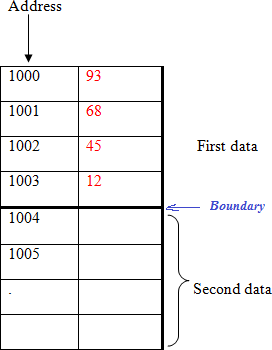 Address
1000 93
1001 68
1002 45
First data
1003 12
Boundary
1004
1005
.
Second data